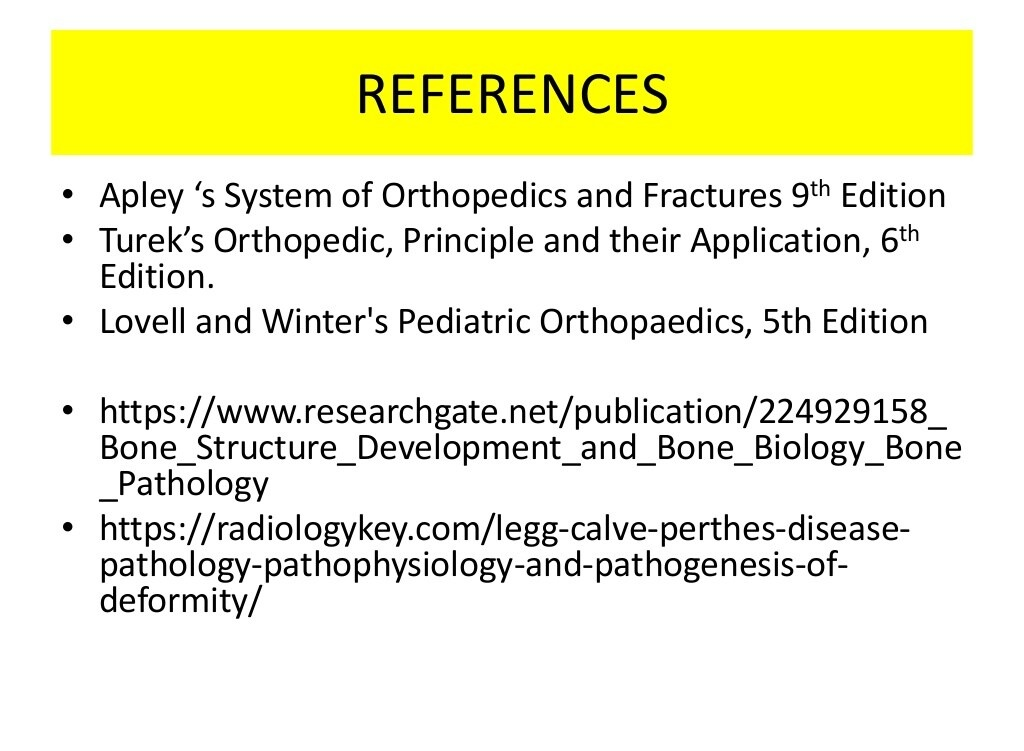 REFERENCES
• Apley ‘s System of Orthopedics and Fractures 9th Edition
• Turek’s Orthopedic, Principle and their Application, 6th
Edition.
• Lovell and Winter's Pediatric Orthopaedics, 5th Edition
• https://www.researchgate.net/publication/224929158_
Bone_Structure_Development_and_Bone_Biology_Bone
_Pathology
• https://radiologykey.com/legg-calve-perthes-disease-
pathology-pathophysiology-and-pathogenesis-of-
deformity/